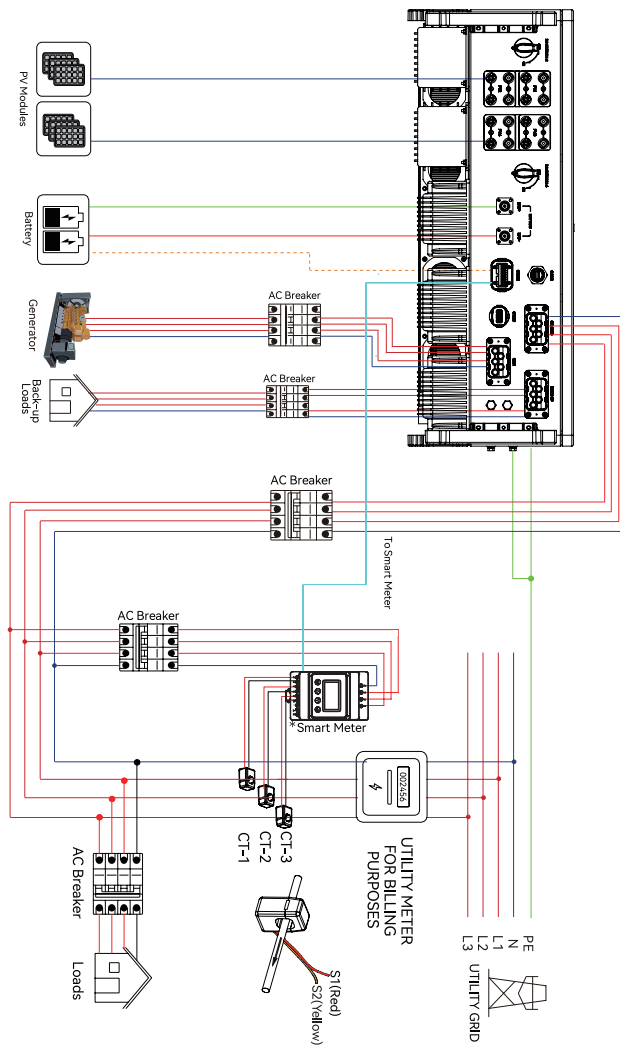 PV Modules
Battery
Generator
Back-up
Loads
AC Breaker
AC Breaker
AC Breaker
To Smart Meter
AC Breaker
*Smart Meter
002456
CT-1
CT-2
CT-3
UTILITY METER
FOR BILLING
PURPOSES
AC Breaker
Loads
S1(Red)
S2(Yellow)
L3
L2
L1
N
PE
UTILITY GRID